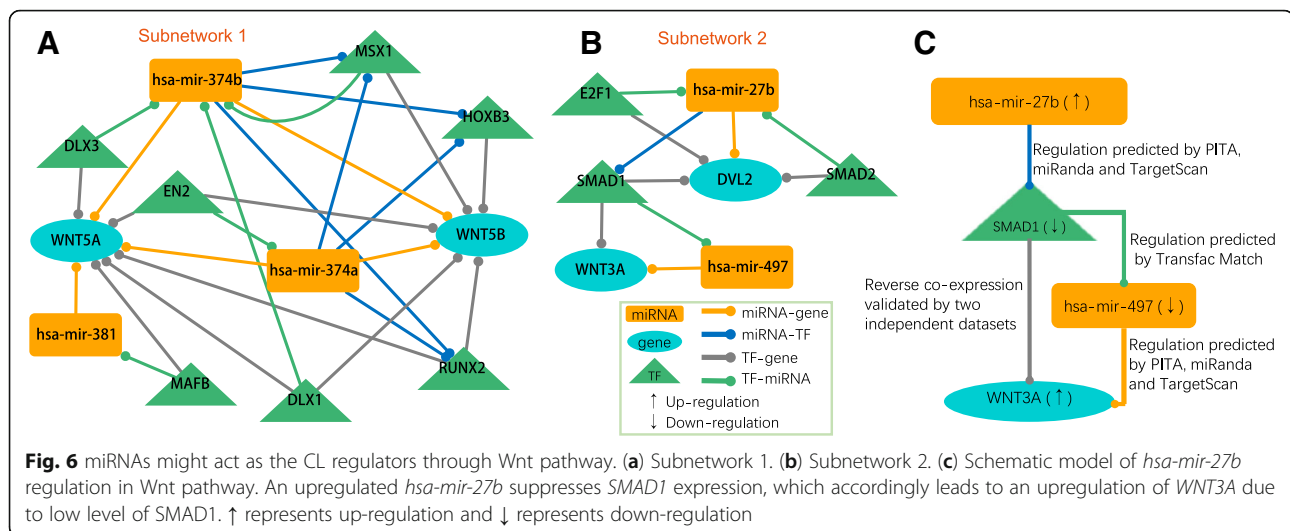 A
Subnetwork 1
MSX1
hsa-mir-374b
HOXB3
DLX3
EN2
WNT5A
WNT5B
hsa-mir-374a
hsa-mir-381
RUNX2
MAFB
DLX1
B
Subnetwork 2
hsa-mir-27b
E2F1
SMAD1
DVL2
SMAD2
WNT3A
hsa-mir-497
miRNA
miRNA-gene
gene
miRNA-TF
TF-gene
TF
TF-miRNA
↑ Up-regulation
↓ Down-regulation
C
hsa-mir-27b (↑)
Regulation predicted by PITA,
miRanda and TargetScan
SMAD1 (↓)
Regulation predicted
by Transfac Match
Reverse co-expression
validated by two
independent datasets
hsa-mir-497 (↓)
Regulation predicted
by PITA, miRanda
and TargetScan
WNT3A (↑)
Fig. 6 miRNAs might act as the CL regulators through Wnt pathway. (a) Subnetwork 1. (b) Subnetwork 2. (c) Schematic model of hsa-mir-27b
regulation in Wnt pathway. An upregulated hsa-mir-27b suppresses SMAD1 expression, which accordingly leads to an upregulation of WNT3A due
to low level of SMAD1. ↑ represents up-regulation and ↓ represents down-regulation